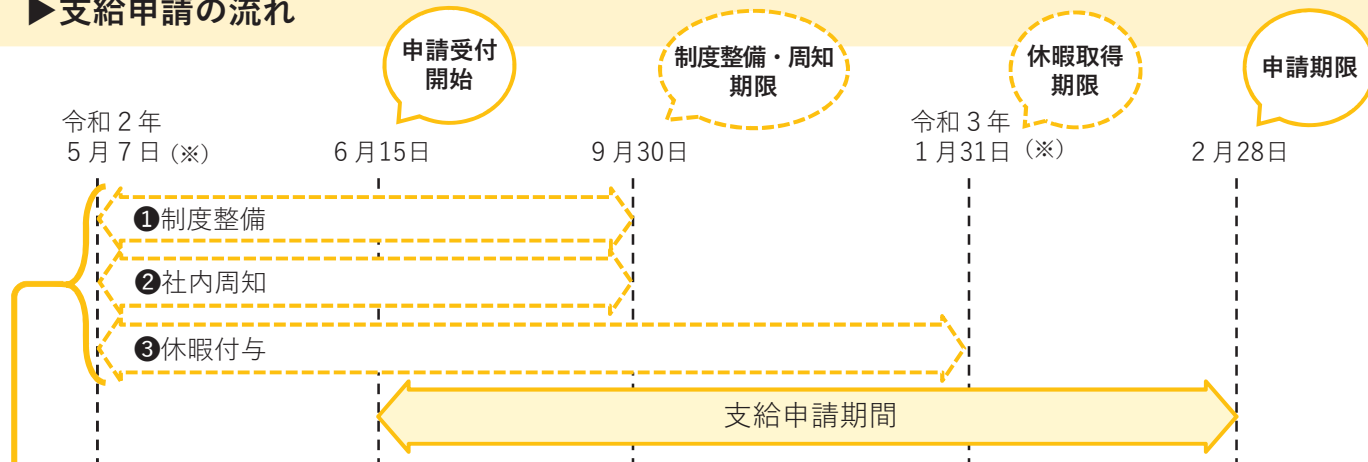 ▶支給申請の流れ
申請受付
開始
制度整備・周知
期限
休暇取得
期限
申請期限
令和2年
5月7日(※)
6月15日
9月30日
令和3年
1月31日(※)
2月28日
❶制度整備
❷社内周知
❸休暇付与
支給申請期間